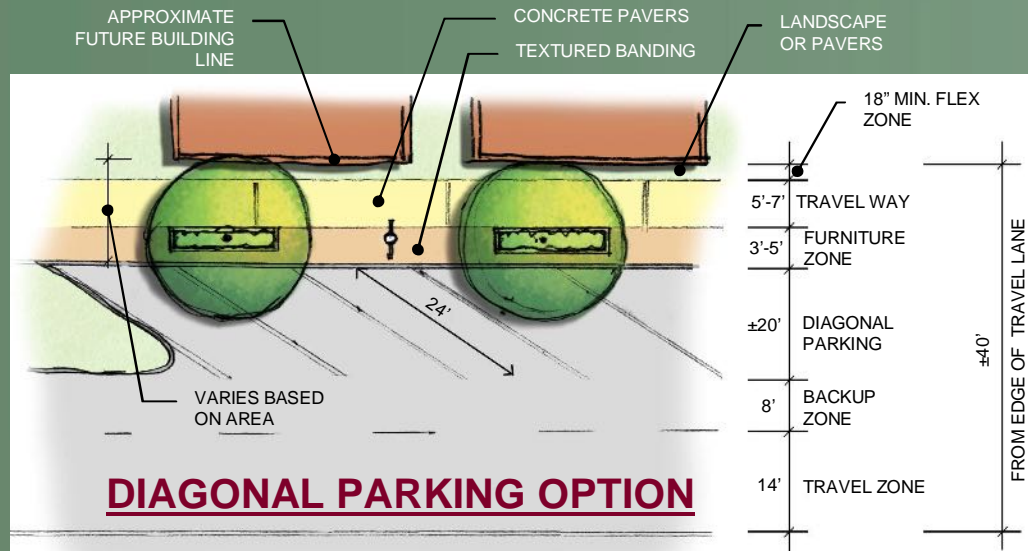 APPROXIMATE
FUTURE BUILDING
LINE
CONCRETE PAVERS
TEXTURED BANDING
LANDSCAPE
OR PAVERS
18” MIN. FLEX
ZONE
5’-7’ TRAVEL WAY
3’-5’ FURNITURE
ZONE
24’
±20’ DIAGONAL
PARKING
±40’
FROM EDGE OF TRAVEL LANE
VARIES BASED
ON AREA
8’ BACKUP
ZONE
14’ TRAVEL ZONE
DIAGONAL PARKING OPTION